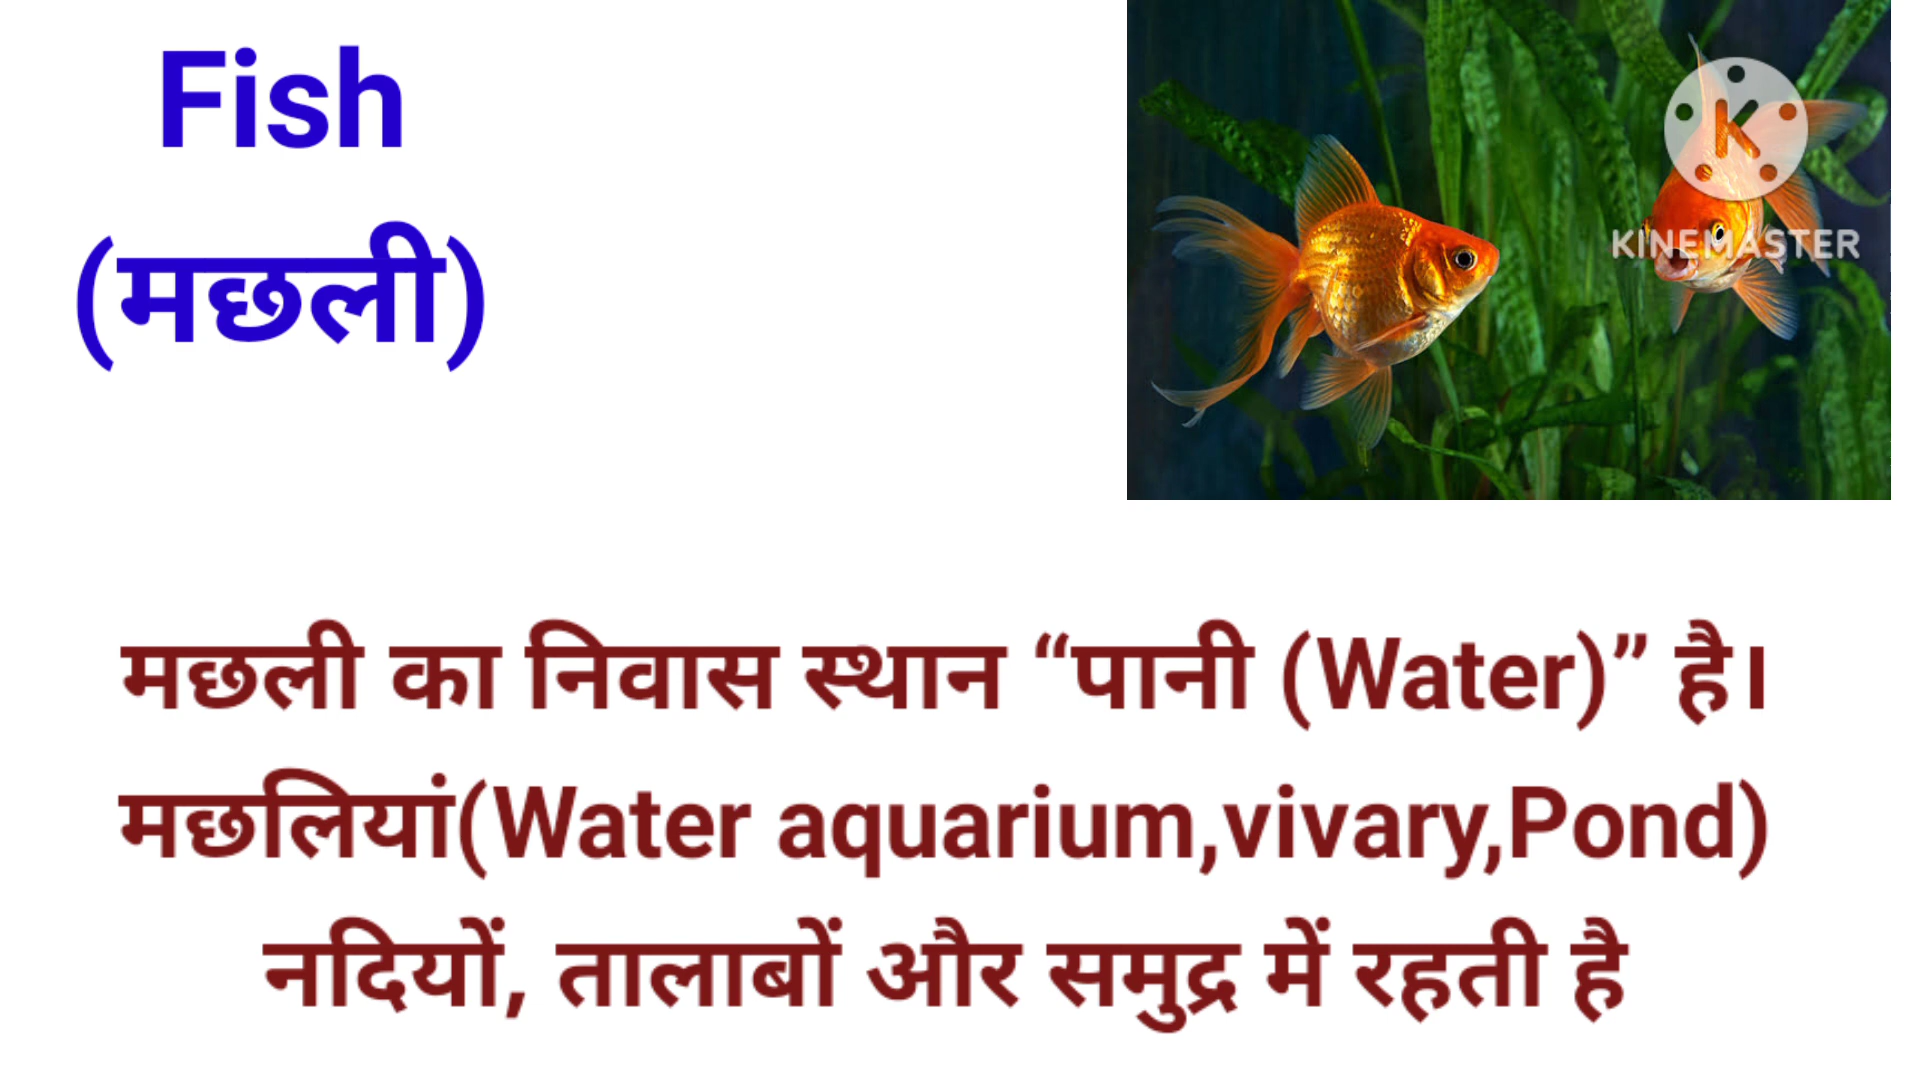 Fish
(मछली)
K
KINEMASTER
मछली का निवास स्थान “पानी (Water)” है।
मछलियां(Water aquarium,vivary,Pond)
नदियों, तालाबों और समुद्र में रहती है